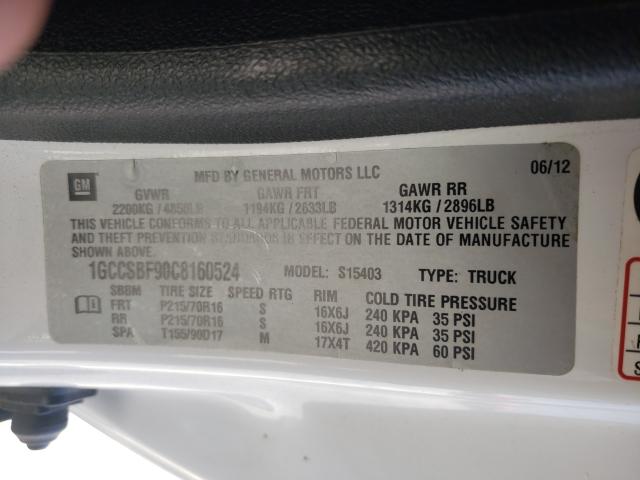 GM
MFD BY GENERAL MOTORS LLC 06/12
GVWR GAWR FRT GAWR RR
2200KG / 4850LB 1194KG / 2633LB 1314KG / 2896LB
THIS VEHICLE CONFORMS TO ALL APPLICABLE FEDERAL MOTOR VEHICLE SAFETY
AND THEFT PREVENTION STANDARDS IN EFFECT ON THE DATE OF MANUFACTURE
SHOWN ABOVE.
1GCCSBF90C8160524 MODEL: S15403 TYPE: TRUCK
SBBM TIRE SIZE SPEED RTG RIM COLD TIRE PRESSURE
FRT P215/70R16 S 16X6J 240 KPA 35 PSI
RR P215/70R16 S 16X6J 240 KPA 35 PSI
SPA T155/90D17 M 17X4T 420 KPA 60 PSI